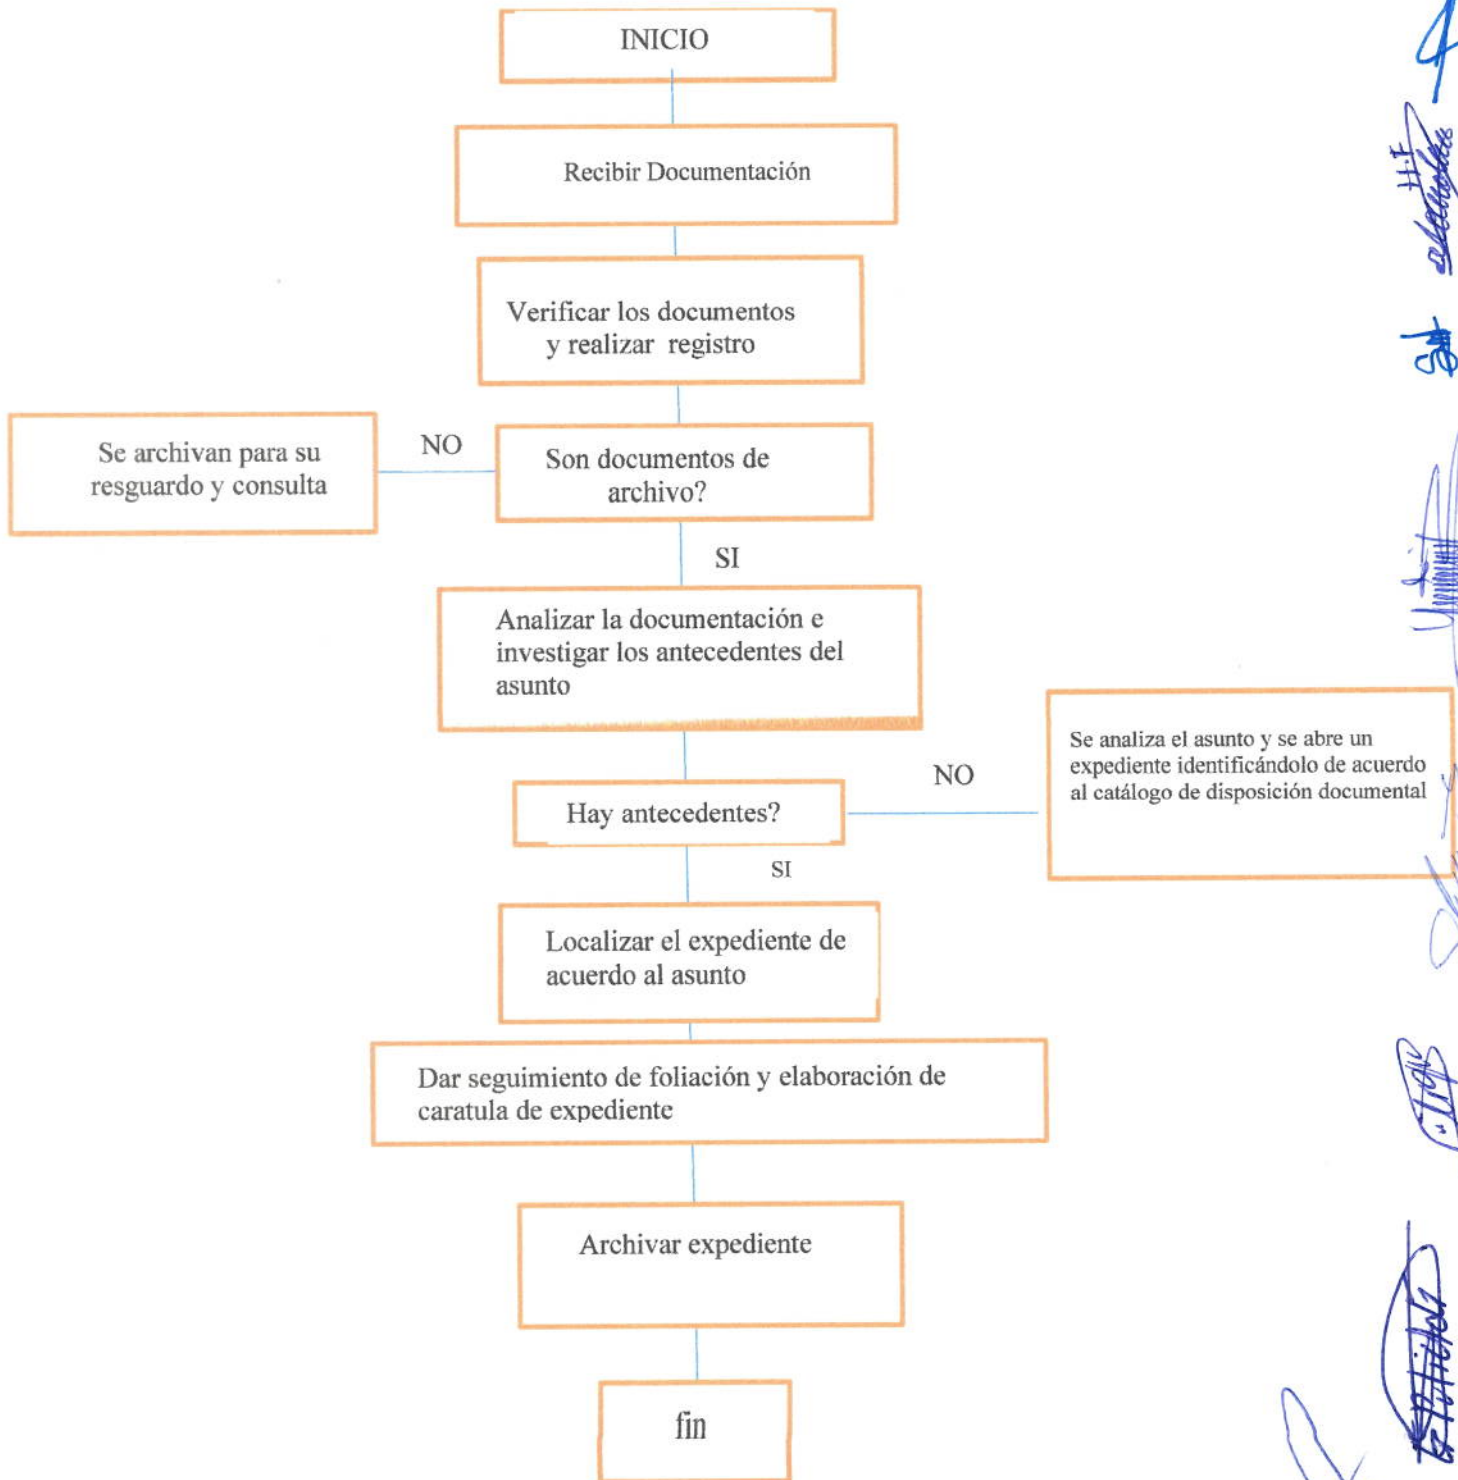 INICIO
Recibir Documentación
Verificar los documentos
y realizar registro
Se archivan para su
resguardo y consulta
NO
Son documentos de
archivo?
SI
Analizar la documentación e
investigar los antecedentes del
asunto
Se analiza el asunto y se abre un
expediente identificándolo de acuerdo
al catálogo de disposición documental
NO
Hay antecedentes?
SI
Localizar el expediente de
acuerdo al asunto
Dar seguimiento de foliación y elaboración de
caratula de expediente
Archivar expediente
fin